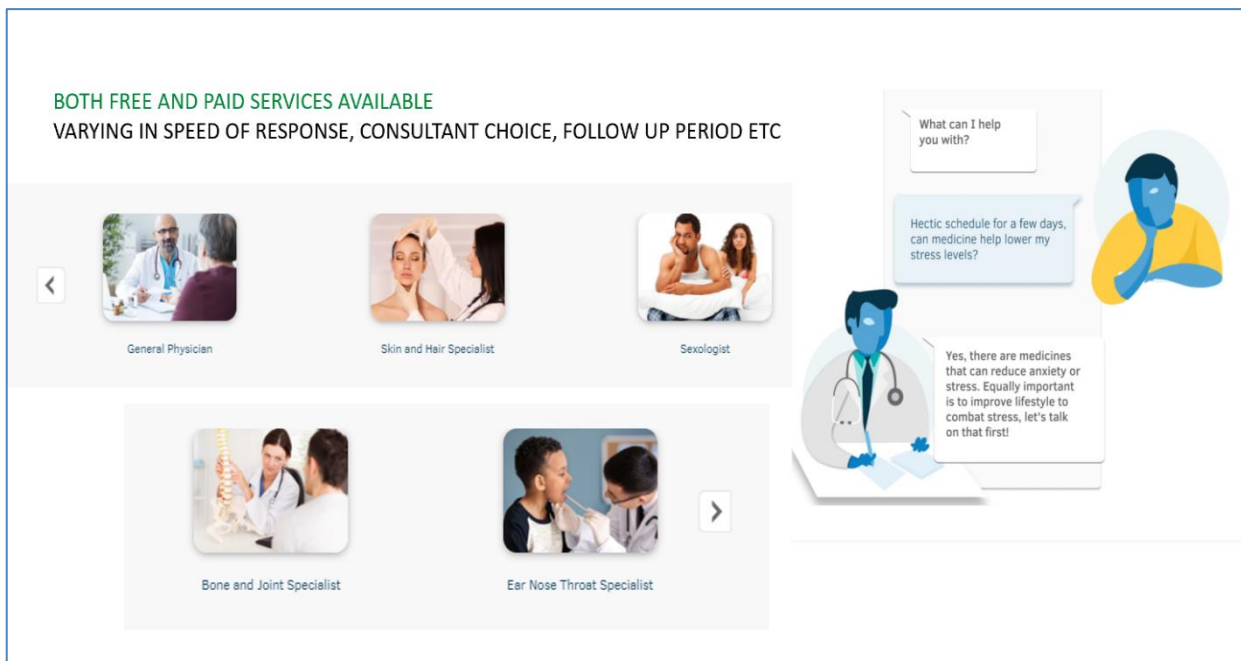 BOTH FREE AND PAID SERVICES AVAILABLE
VARYING IN SPEED OF RESPONSE, CONSULTANT CHOICE, FOLLOW UP PERIOD ETC
General Physician
Skin and Hair Specialist
Sexologist
Bone and Joint Specialist
Ear Nose Throat Specialist
What can I help
you with?
Hectic schedule for a few days,
can medicine help lower my
stress levels?
Yes, there are medicines
that can reduce anxiety or
stress. Equally important
is to improve lifestyle to
combat stress, let's talk
on that first!